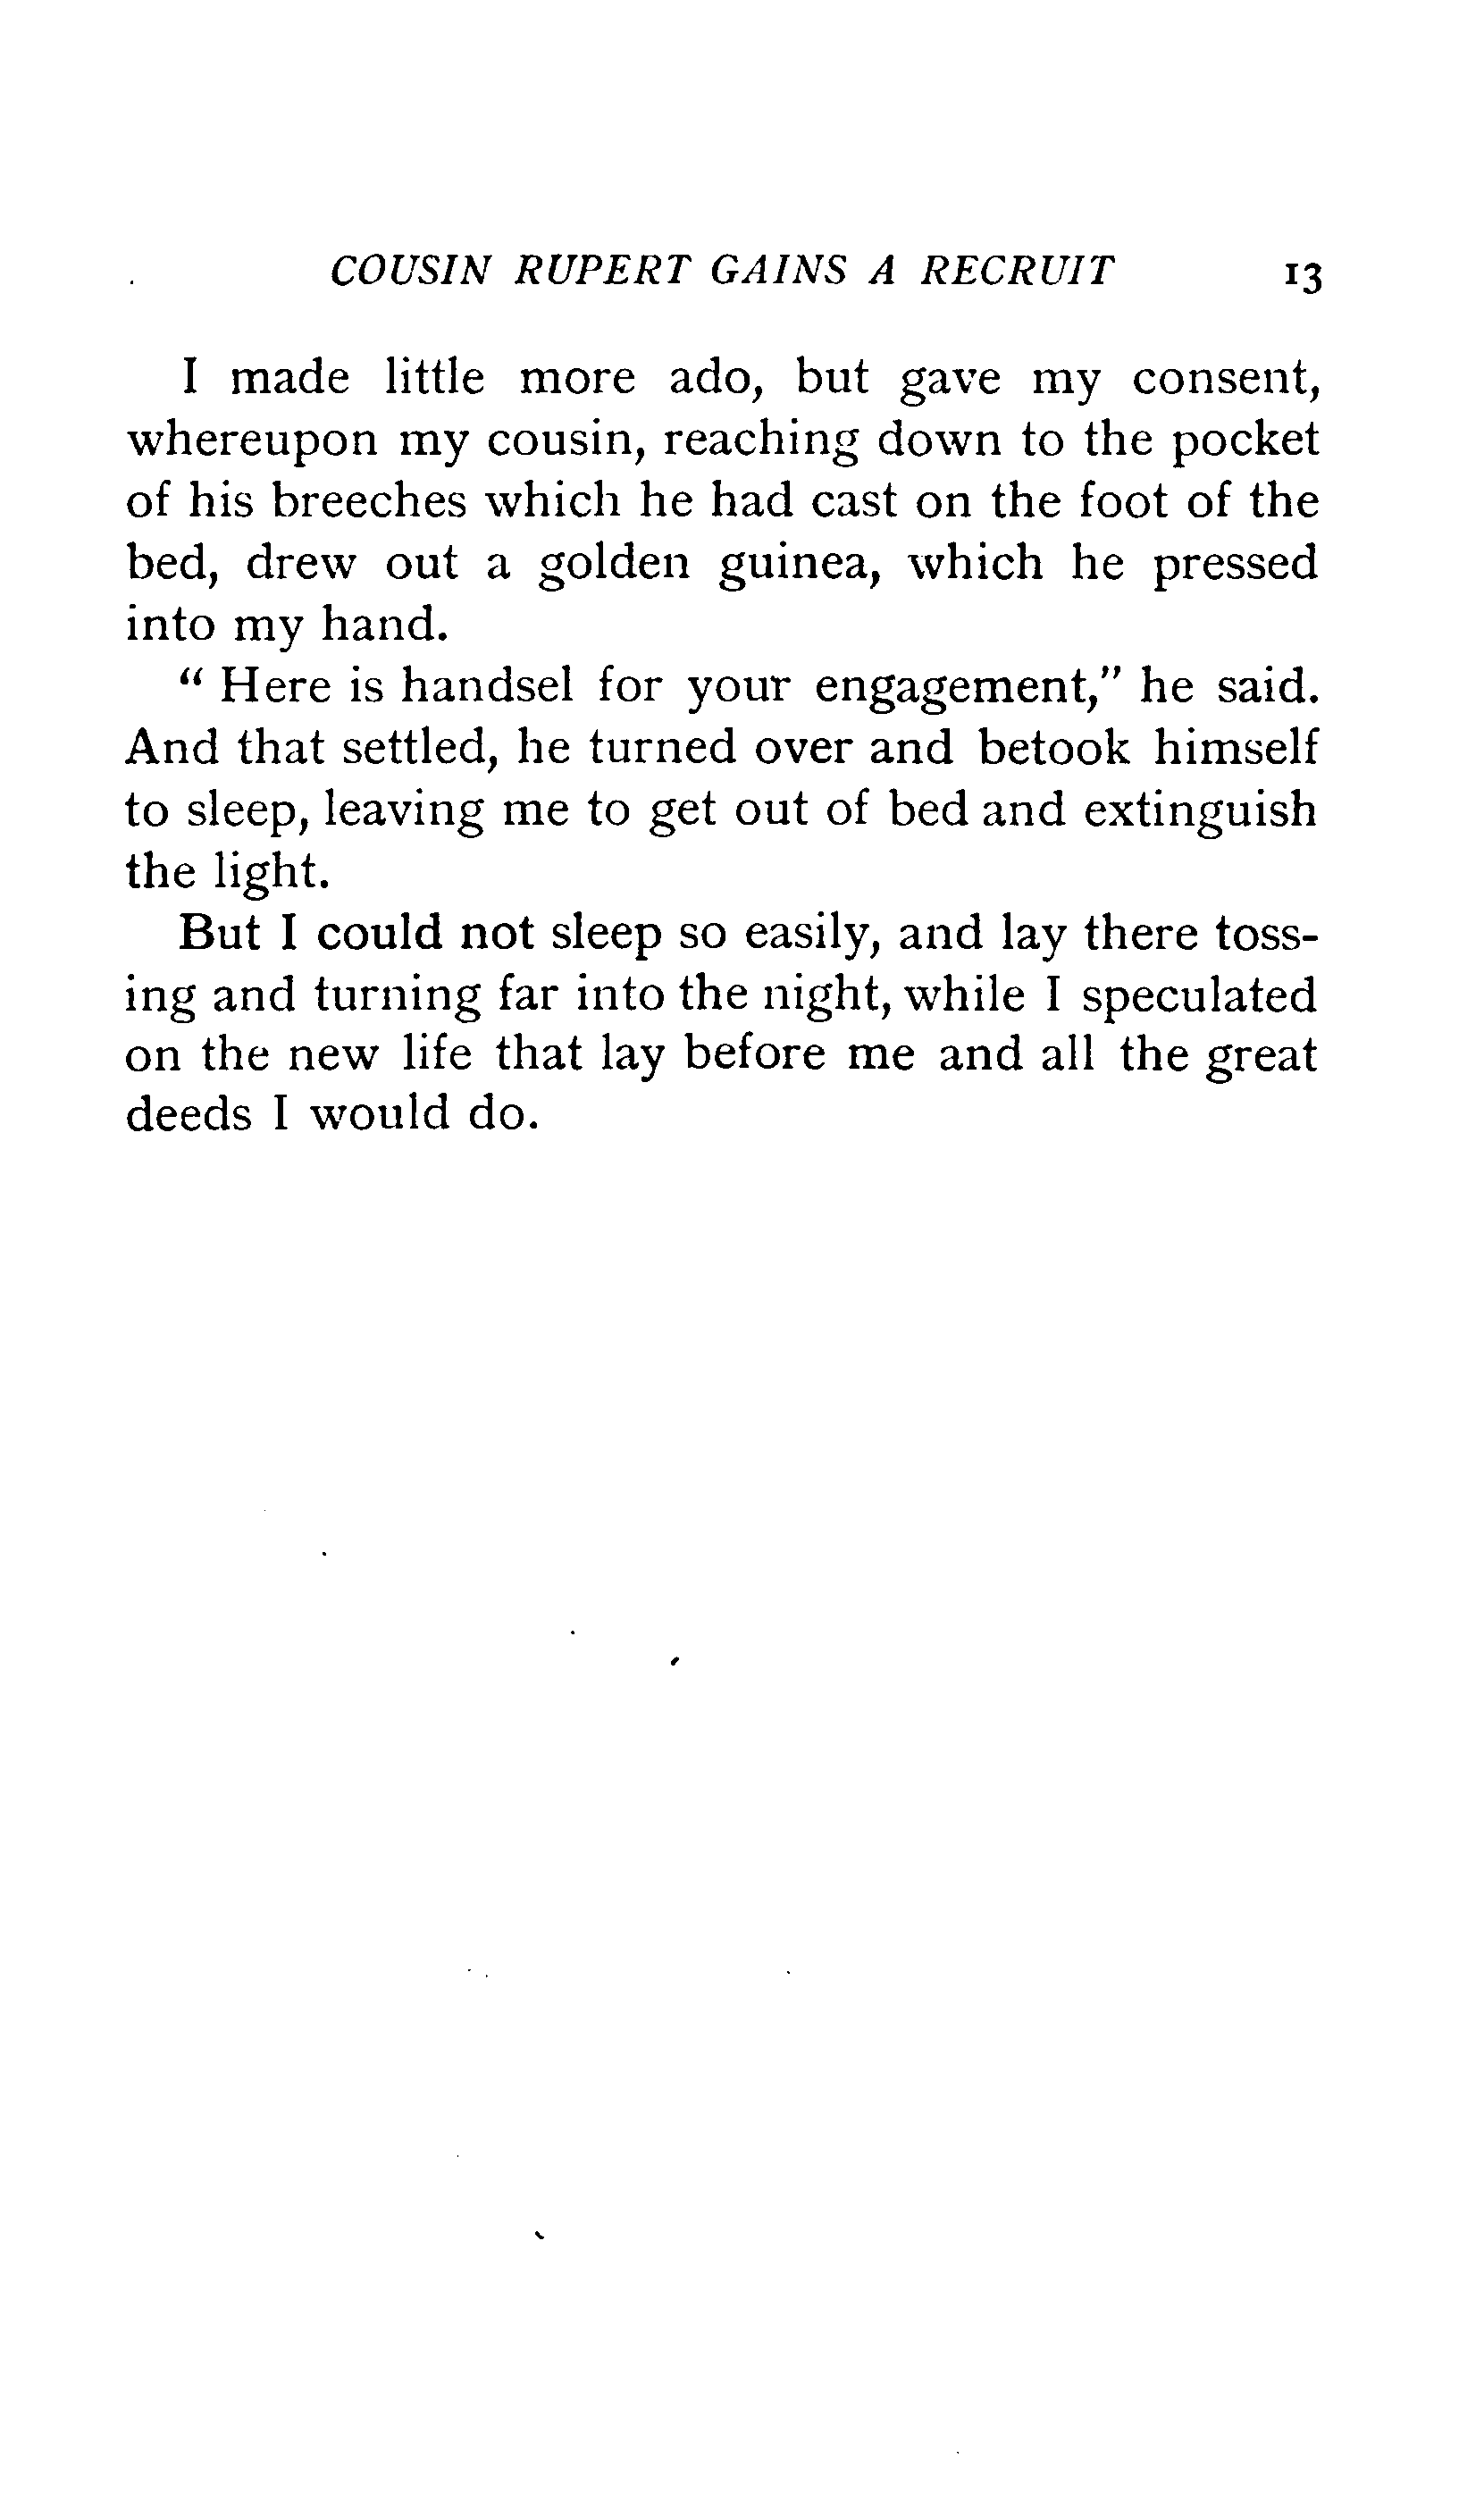 COUSIN RUPERT GAINS A RECRUIT 13
I made little more ado, but gave my consent,
whereupon my cousin, reaching down to the pocket
of his breeches which he had cast on the foot of the
bed, drew out a golden guinea, which he pressed
into my hand.
“ Here is handsel for your engagement,” he said.
And that settled, he turned over and betook himself
to sleep, leaving me to get out of bed and extinguish
the light.
But I could not sleep so easily, and lay there toss-
ing and turning far into the night, while I speculated
on the new life that lay before me and all the great
deeds I would do.